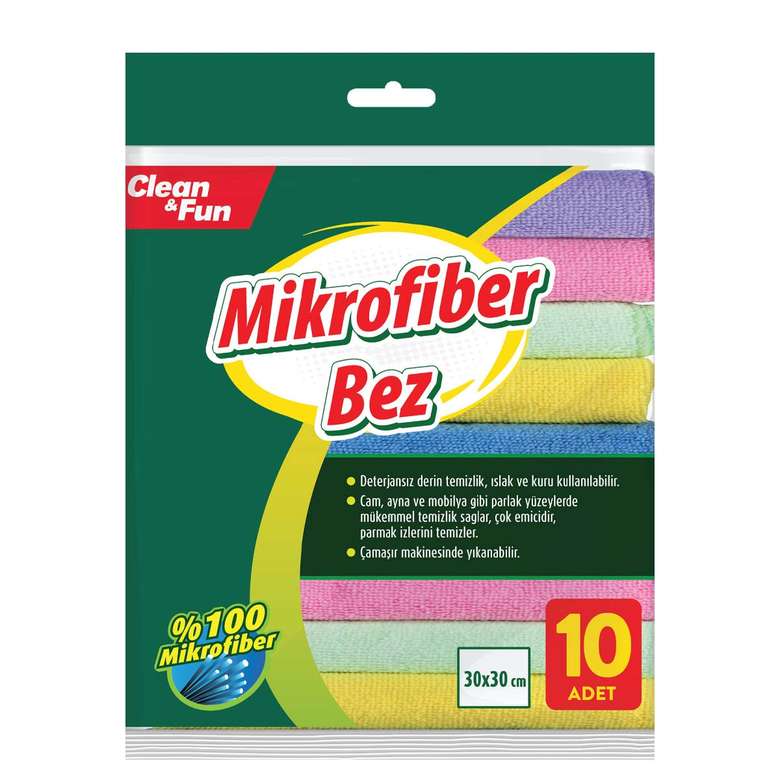 Clean
& Fun
Mikrofiber
Bez
Deterjansız derin temizlik, ıslak ve kuru kullanılabilir.
Cam, ayna ve mobilya gibi parlak yüzeylerde
mükemmel temizlik saglar, çok emicidir,
parmak izlerini temizler.
Çamaşır makinesinde yıkanabilir.
%100
Mikrofiber
30x30 cm
10
ADET